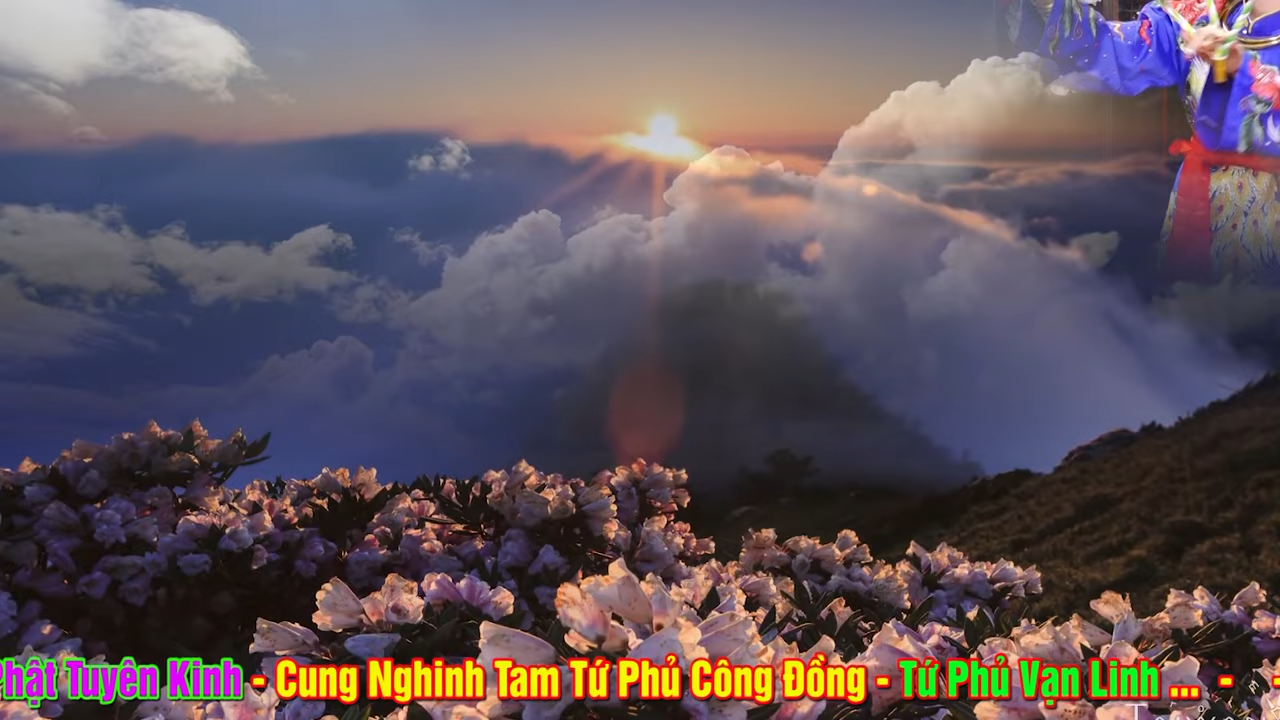 Phật Tuyên Kinh - Cung Nghinh Tam Tứ Phủ Công Đồng - Tứ Phủ Vạn Linh ... - -